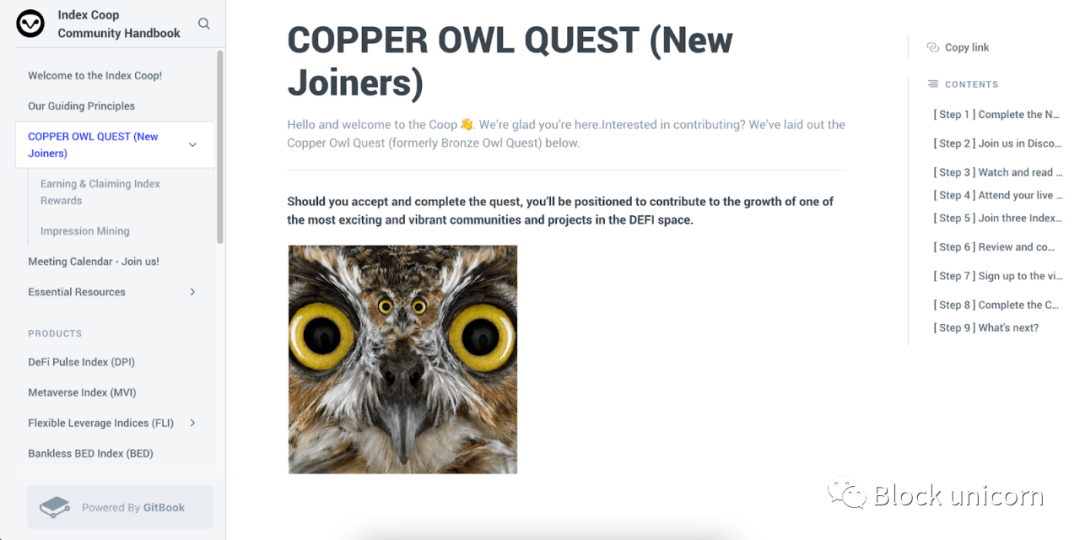 Index Coop
Community Handbook
Welcome to the Index Coop!
Our Guiding Principles
COPPER OWL QUEST (New
Joiners)
Earning & Claiming Index
Rewards
Impression Mining
Meeting Calendar - Join us!
Essential Resources
PRODUCTS
DeFi Pulse Index (DPI)
Metaverse Index (MVI)
Flexible Leverage Indices (FLI)
Bankless BED Index (BED)
Powered By GitBook
COPPER OWL QUEST (New
Joiners)
Hello and welcome to the Coop 👋. We're glad you're here.Interested in contributing? We've laid out the
Copper Owl Quest (formerly Bronze Owl Quest) below.
Should you accept and complete the quest, you'll be positioned to contribute to the growth of one of
the most exciting and vibrant communities and projects in the DEFI space.
Copy link
CONTENTS
[ Step 1 ] Complete the N...
[ Step 2 ] Join us in Disco...
[ Step 3 ] Watch and read ...
[ Step 4 ] Attend your live ...
[ Step 5 ] Join three Index...
[ Step 6 ] Review and co...
[ Step 7 ] Sign up to the vi...
[ Step 8 ] Complete the C...
[ Step 9 ] What's next?
Block unicorn